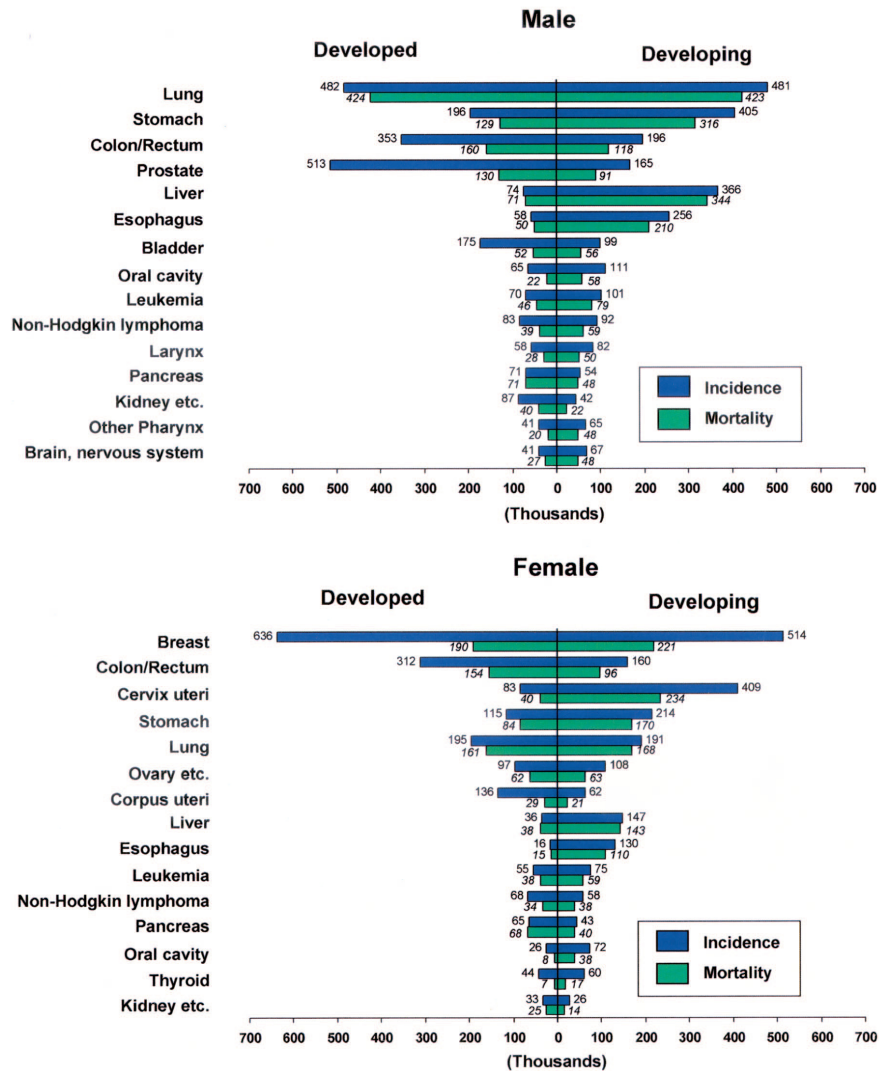 Male
Developed Developing
Lung 482 424 481 423
Stomach 196 129 405 316
Colon/Rectum 353 160 196 118
Prostate 513 130 165 91
Liver 74 71 366 344
Esophagus 58 50 256 210
Bladder 175 52 99 56
Oral cavity 65 22 111 58
Leukemia 70 46 101 79
Non-Hodgkin lymphoma 83 39 92 59
Larynx 58 28 82 50
Pancreas 71 71 54 48
Kidney etc. 87 40 42 22
Other Pharynx 41 20 65 48
Brain, nervous system 41 27 67 48
Incidence
Mortality
700 600 500 400 300 200 100 0 100 200 300 400 500 600 700
(Thousands)
Female
Developed Developing
Breast 636 190 514 221
Colon/Rectum 312 154 160 96
Cervix uteri 83 40 409 234
Stomach 115 84 214 170
Lung 195 161 191 168
Ovary etc. 97 62 108 63
Corpus uteri 136 29 62 21
Liver 36 38 147 143
Esophagus 16 15 130 110
Leukemia 55 38 75 59
Non-Hodgkin lymphoma 68 34 58 38
Pancreas 65 68 43 40
Oral cavity 26 8 72 38
Thyroid 44 7 60 17
Kidney etc. 33 25 26 14
Incidence
Mortality
700 600 500 400 300 200 100 0 100 200 300 400 500 600 700
(Thousands)